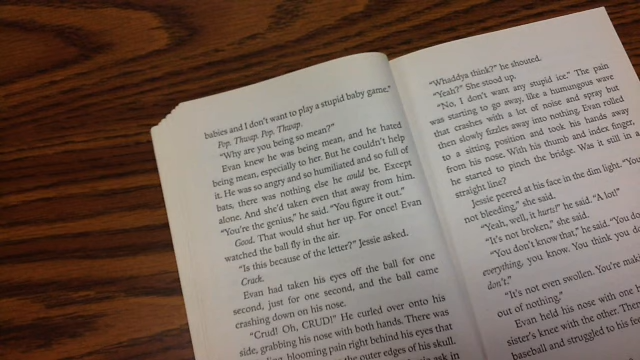 babies and I don't want to play a stupid baby game."
Pop. Thwap. Pop. Thwap.
"Why are you being so mean?"
Evan knew he was being mean, and he hated
being mean, especially to her. But he couldn't help
it. He was so angry and so humiliated and so full of
bats, there was nothing else he could be. Except
alone. And she'd taken even that away from him.
"You're the genius," he said. "You figure it out."
Good. That would shut her up. For once! Evan
watched the ball fly in the air.
"Is this because of the letter?" Jessie asked.
Crack.
Evan had taken his eyes off the ball for one
second, just for one second, and the ball came
crashing down on his nose.
"Crud! Oh, CRUD!" He curled over onto his
side, grabbing his nose with both hands. There was
blooming pain right behind his eyes that
the outer edges of his skull.
"Whaddya think?" he shouted.
"Yeah?" She stood up.
"No, I don't want any stupid ice." The pain
was starting to go away, like a humungous wave
that crashes with a lot of noise and spray but
then slowly fizzles away into nothing. Evan rolled
to a sitting position and took his hands away
from his nose. With his thumb and index finger,
he started to pinch the bridge. Was it still in
straight line?
Jessie peered at his face in the dim light.
not bleeding," she said.
"Yeah, well, it hurts!" he said. "A lot!"
"It's not broken," she said.
"You don't know that," he said. "You
everything, you know. You think you
don't."
"It's not even swollen. You're
out of nothing."
Evan held his nose with one
sister's knee with the other.
baseball and struggled to his